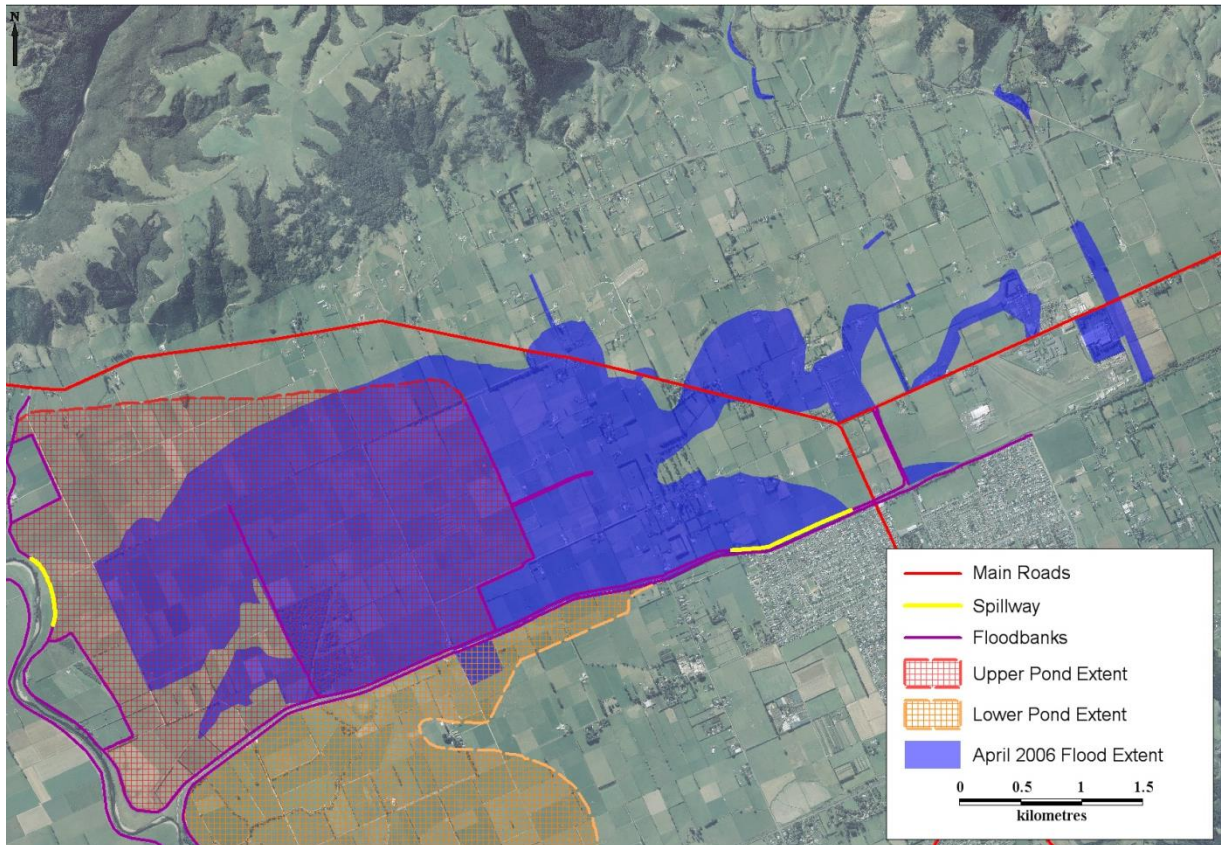 N
Main Roads
Spillway
Floodbanks
Upper Pond Extent
Lower Pond Extent
April 2006 Flood Extent
0 0.5 1 1.5
kilometres